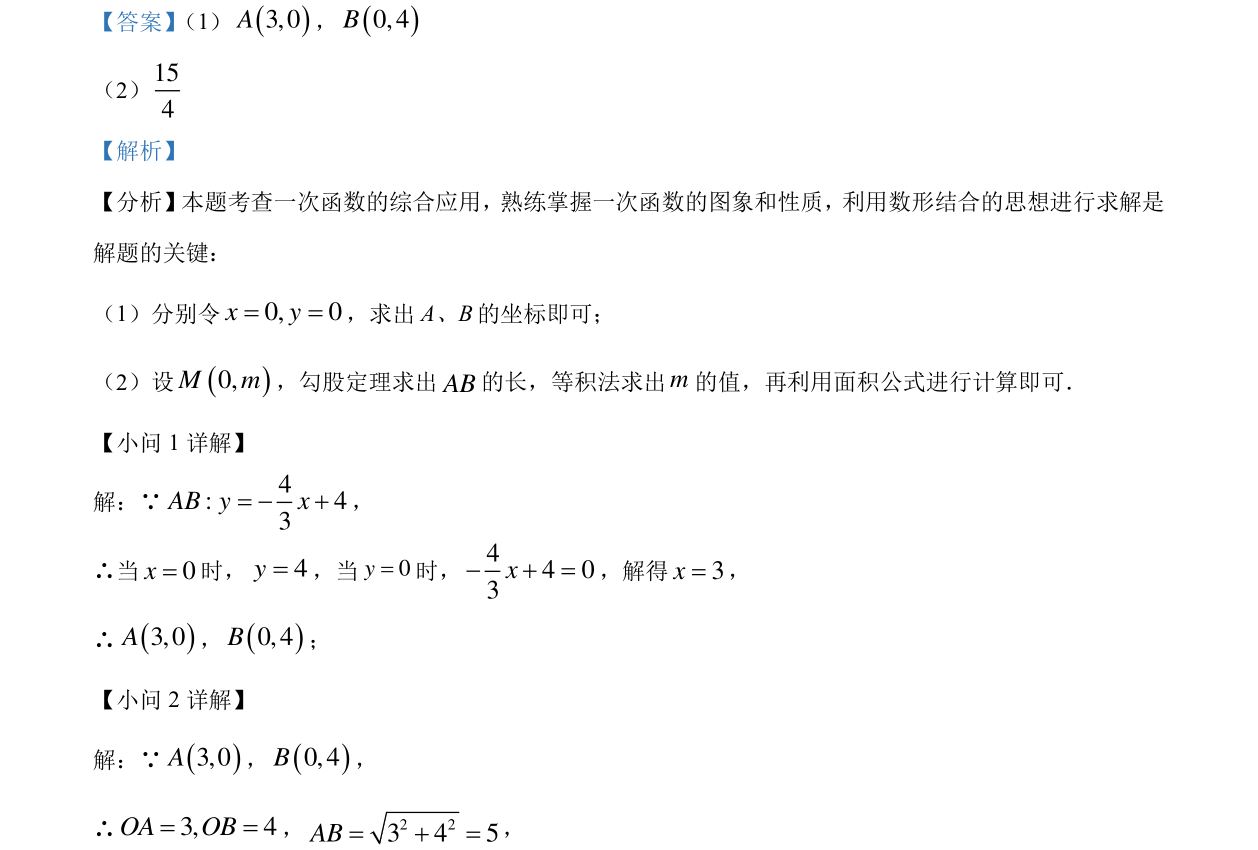 【答案】（1）A(3,0)，B(0,4)
（2）15/4
【解析】
【分析】本题考查一次函数的综合应用，熟练掌握一次函数的图象和性质，利用数形结合的思想进行求解是
解题的关键：
（1）分别令 x = 0, y = 0，求出 A、B 的坐标即可；
（2）设 M(0,m)，勾股定理求出 AB 的长，等积法求出 m 的值，再利用面积公式进行计算即可．
【小问 1 详解】
解：∵ AB : y = −4/3 x + 4，
∴当 x = 0 时， y = 4，当 y = 0 时，−4/3 x + 4 = 0，解得 x = 3，
∴ A(3,0)，B(0,4)；
【小问 2 详解】
解：∵ A(3,0)，B(0,4)，
∴ OA = 3, OB = 4，AB = √(3² + 4²) = 5，